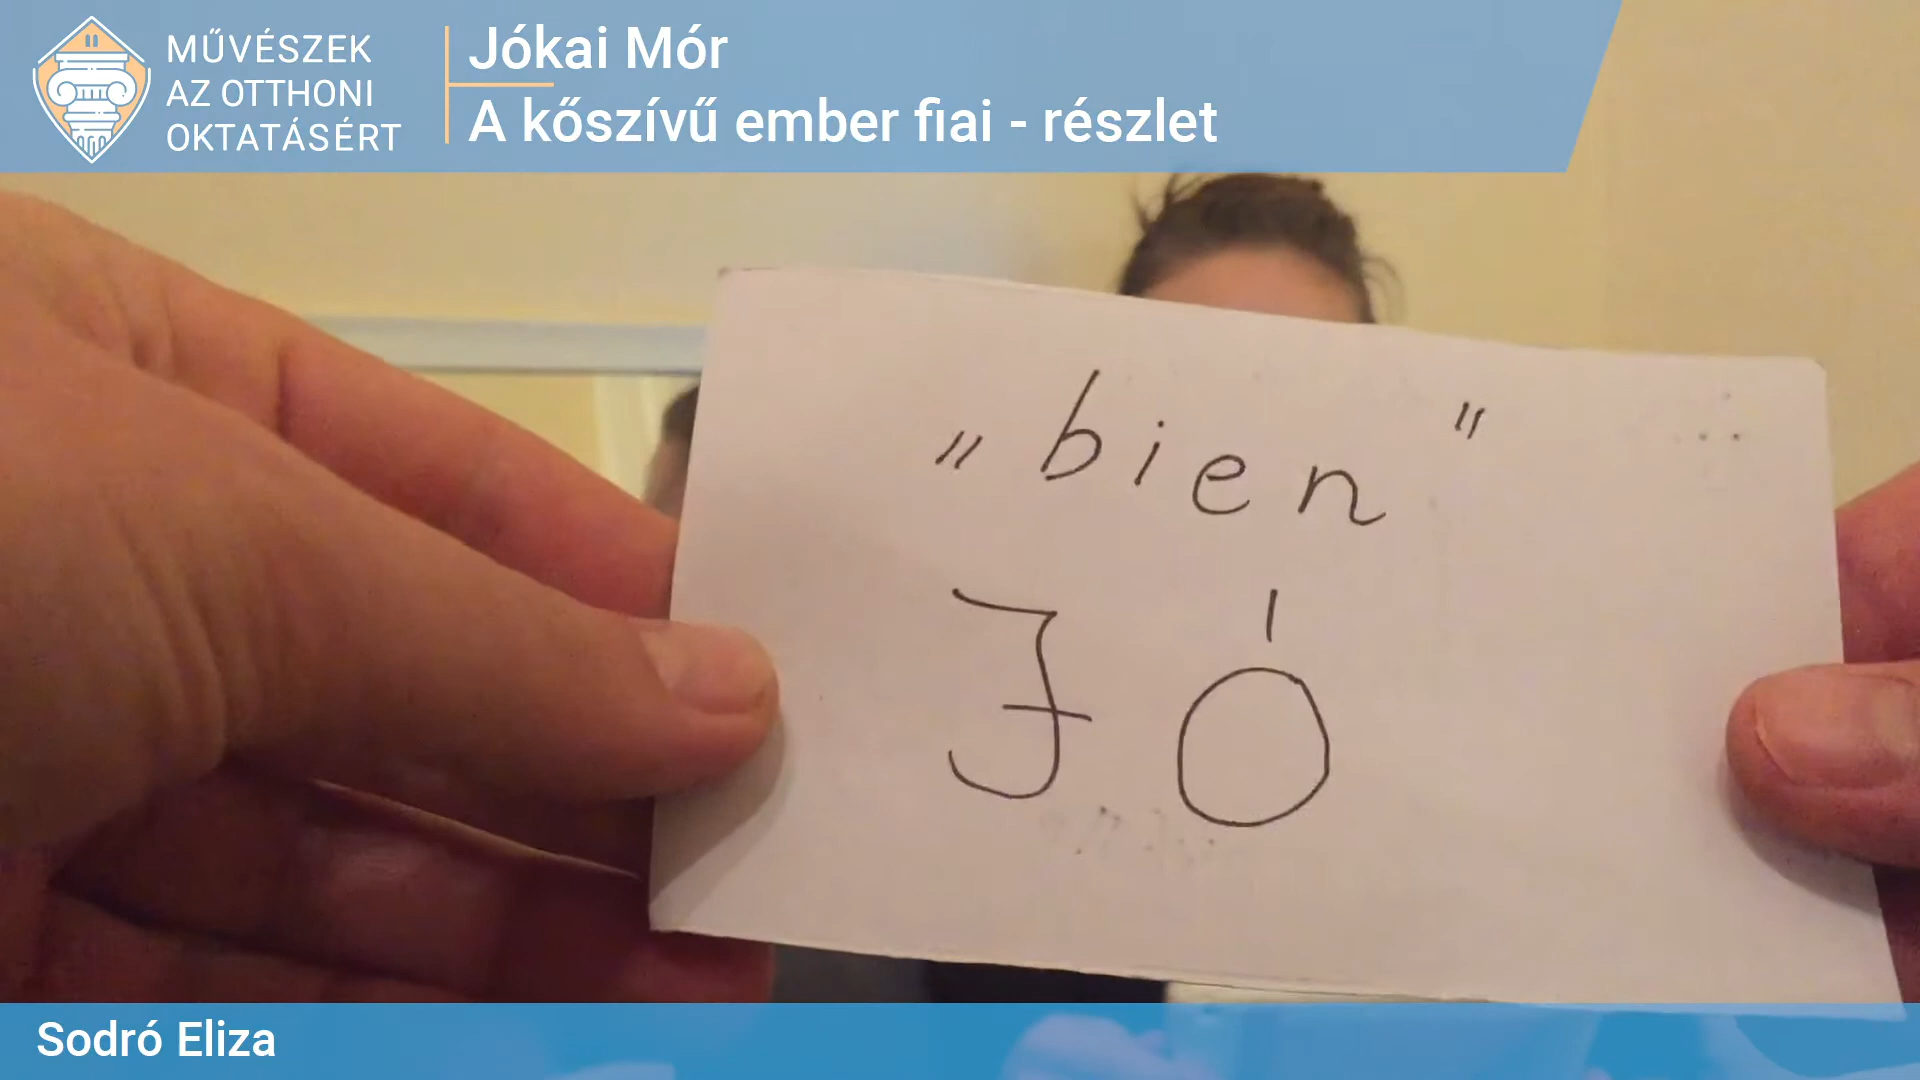 MŰVÉSZEK
AZ OTTHONI
OKTATÁSÉRT
Jókai Mór
A kőszívű ember fiai - részlet
„bien"
JÓ
Sodró Eliza